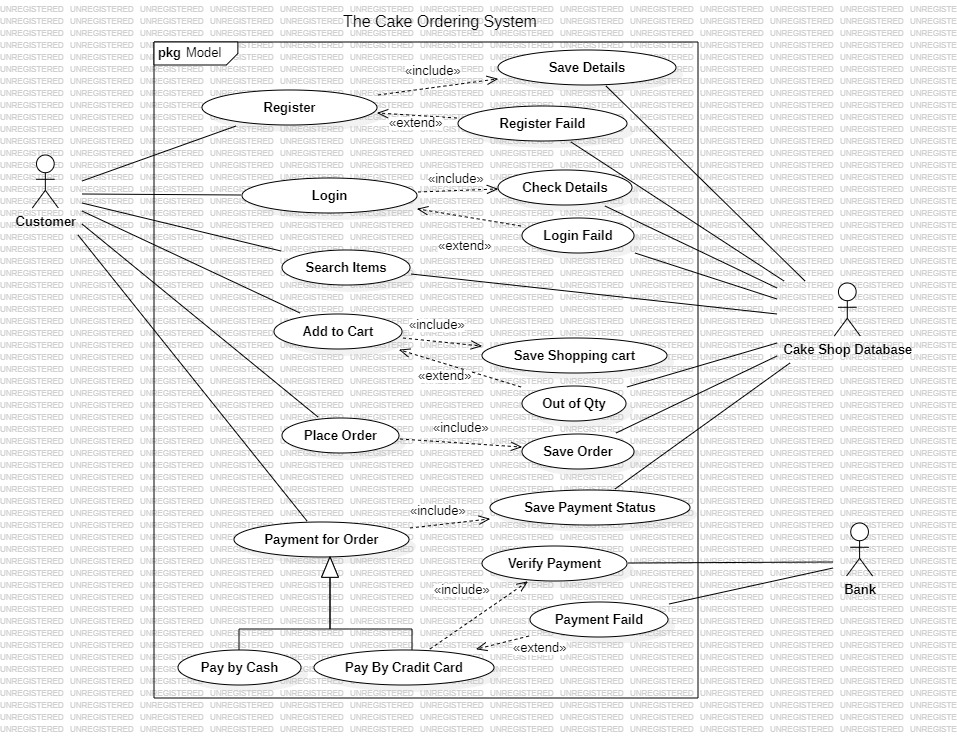 The Cake Ordering System
pkg Model
«include»
Save Details
Register
«extend»
Register Faild
Customer
Login
«include»
Check Details
«extend»
Login Faild
Search Items
Add to Cart
«include»
Save Shopping cart
Cake Shop Database
«extend»
Out of Qty
Place Order
«include»
Save Order
«include»
Save Payment Status
Payment for Order
Verify Payment
«include»
Bank
Payment Faild
«extend»
Pay by Cash
Pay By Cradit Card
UNREGISTERED